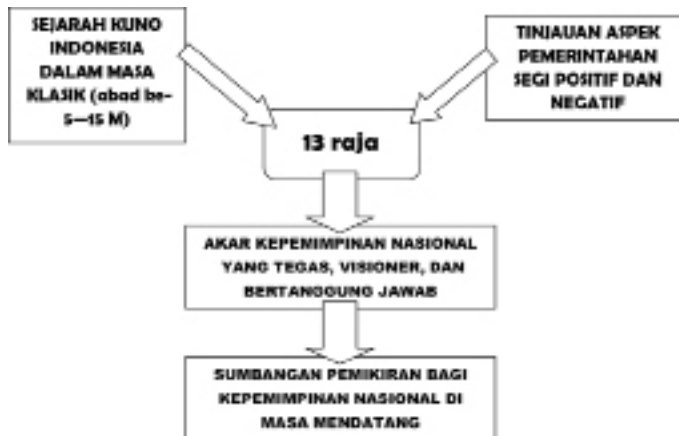 SEJARAH KUNO
INDONESIA
DALAM MASA
KLASIK (abad ke-
5—15 M)
TINJAUAN ASPEK
PEMERINTAHAN
SEGI POSITIF DAN
NEGATIF
13 raja
AKAR KEPEMIMPINAN NASIONAL
YANG TEGAS, VISIONER, DAN
BERTANGGUNG JAWAB
SUMBANGAN PEMIKIRAN BAGI
KEPEMIMPINAN NASIONAL DI
MASA MENDATANG